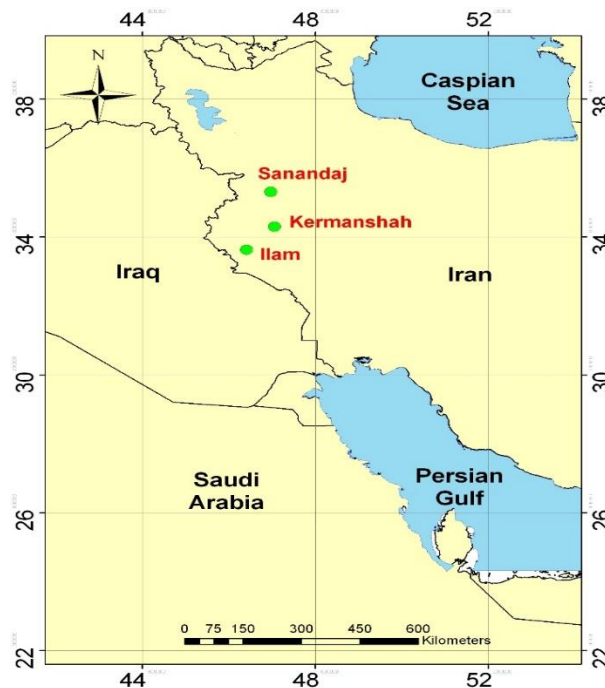 44 48 52
N
Caspian
Sea
38 38
Sanandaj
Kermanshah
34 34
Ilam
Iraq Iran
30 30
Saudi
Arabia
Persian
Gulf
26 26
0 75 150 300 450 600
Kilometers
22 22
44 48 52